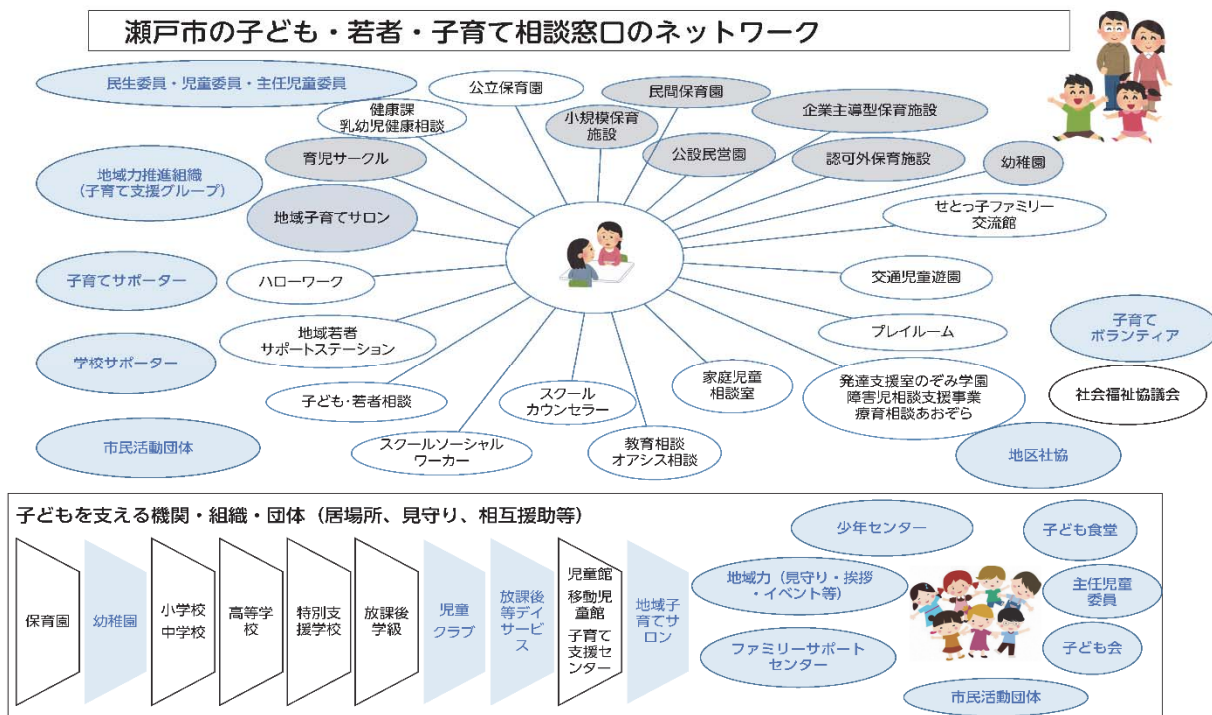 瀬戸市の子ども・若者・子育て相談窓口のネットワーク
民生委員・児童委員・主任児童委員
公立保育園
民間保育園
健康課
乳幼児健康相談
小規模保育
施設
企業主導型保育施設
育児サークル
公設民営園
認可外保育施設
幼稚園
地域力推進組織
(子育て支援グループ)
地域子育てサロン
せとっ子ファミリー
交流館
子育てサポーター
ハローワーク
交通児童遊園
地域若者
サポートステーション
プレイルーム
子育て
ボランティア
学校サポーター
子ども・若者相談
スクール
カウンセラー
家庭児童
相談室
発達支援室のぞみ学園
障害児相談支援事業
療育相談あおぞら
社会福祉協議会
市民活動団体
スクールソーシャル
ワーカー
教育相談
オアシス相談
地区社協
子どもを支える機関・組織・団体（居場所、見守り、相互援助等）
保育園
幼稚園
小学校
中学校
高等学
校
特別支
援学校
放課後
学級
児童
クラブ
放課後
等デイ
サービ
ス
児童館
移動児
童館
子育て
支援セ
ンター
地域子
育てサ
ロン
少年センター
子ども食堂
地域力（見守り・挨拶
・イベント等）
主任児童
委員
ファミリーサポート
センター
子ども会
市民活動団体